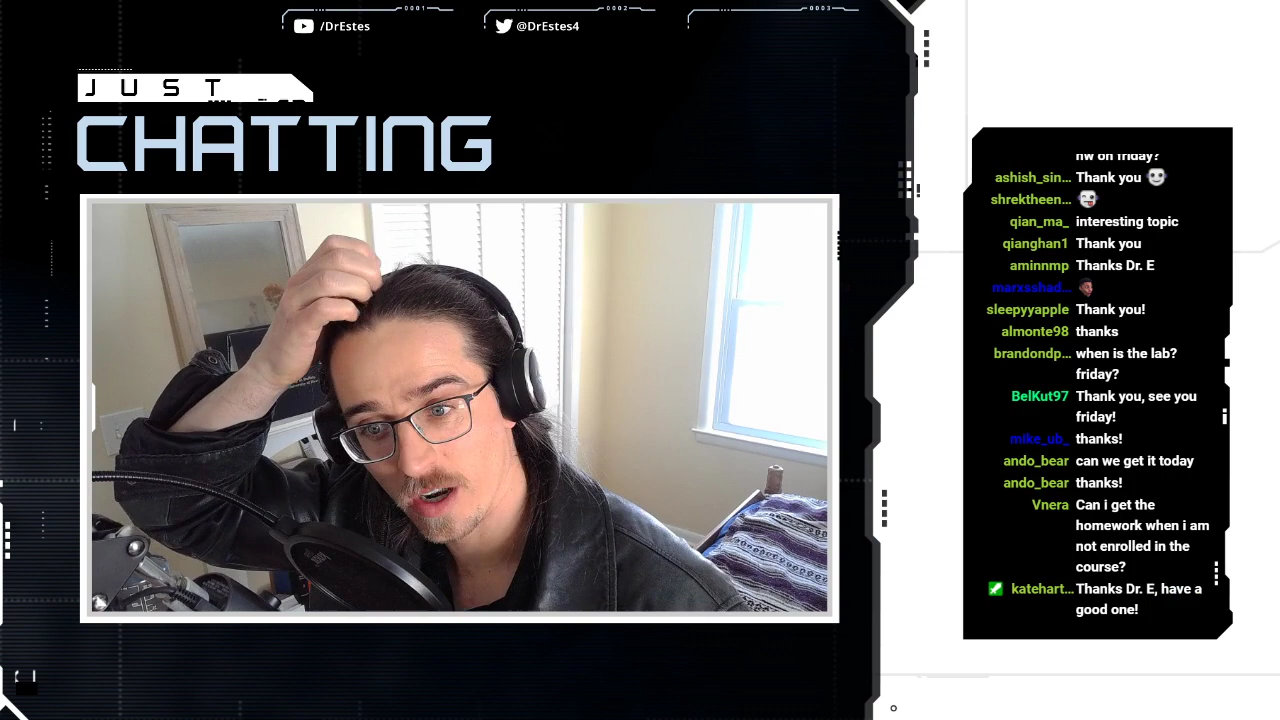 0001
0002
0003
/DrEstes
@DrEstes4
JUST
CHATTING
hw on friday?
ashish_sin... Thank you
shrektheen...
qian_ma_ interesting topic
qianghan1 Thank you
aminnmp Thanks Dr. E
marxsshad...
sleepyyapple Thank you!
almonte98 thanks
brandondp... when is the lab?
friday?
BelKut97 Thank you, see you
friday!
mike_ub_ thanks!
ando_bear can we get it today
ando_bear thanks!
Vnera Can i get the
homework when i am
not enrolled in the
course?
katehart... Thanks Dr. E, have a
good one!